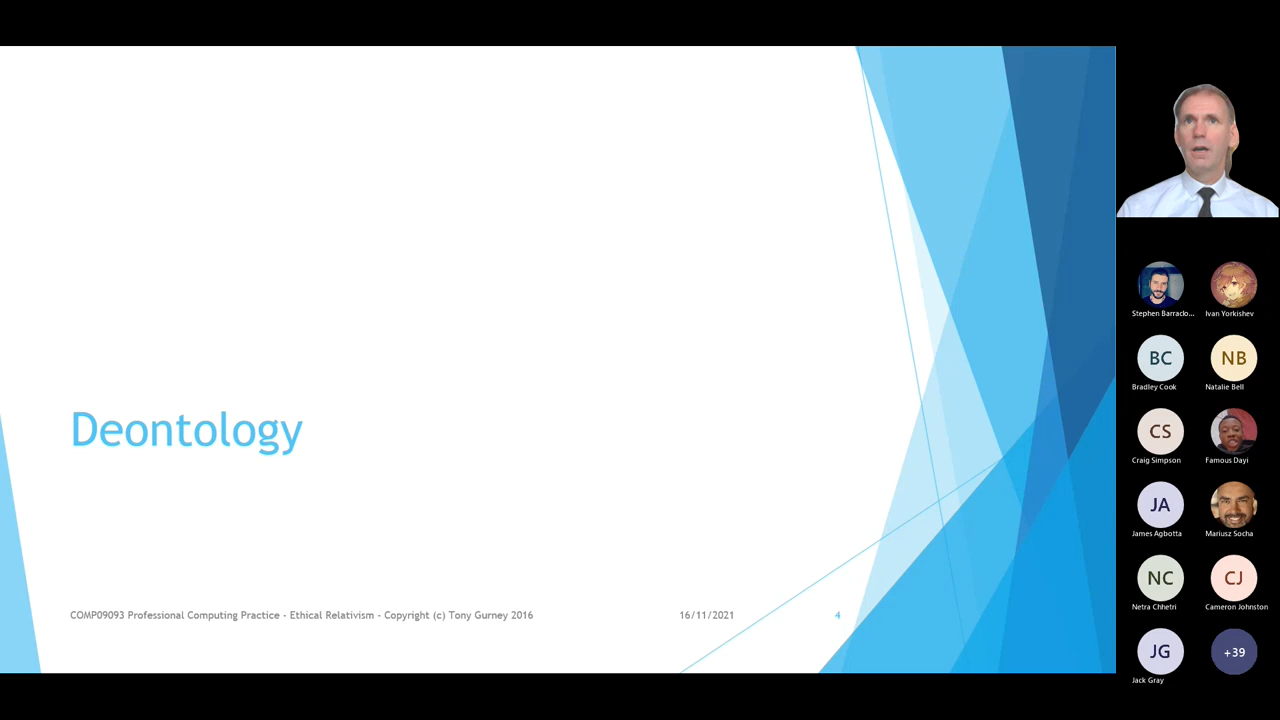 Deontology
COMP09093 Professional Computing Practice - Ethical Relativism - Copyright (c) Tony Gurney 2016
16/11/2021
4
Stephen Barraclo...
Ivan Yorkishev
BC
NB
Bradley Cook
Natalie Bell
CS
Craig Simpson
Famous Dayi
JA
James Agbotta
Mariusz Socha
NC
CJ
Netra Chhetri
Cameron Johnston
JG
+39
Jack Gray